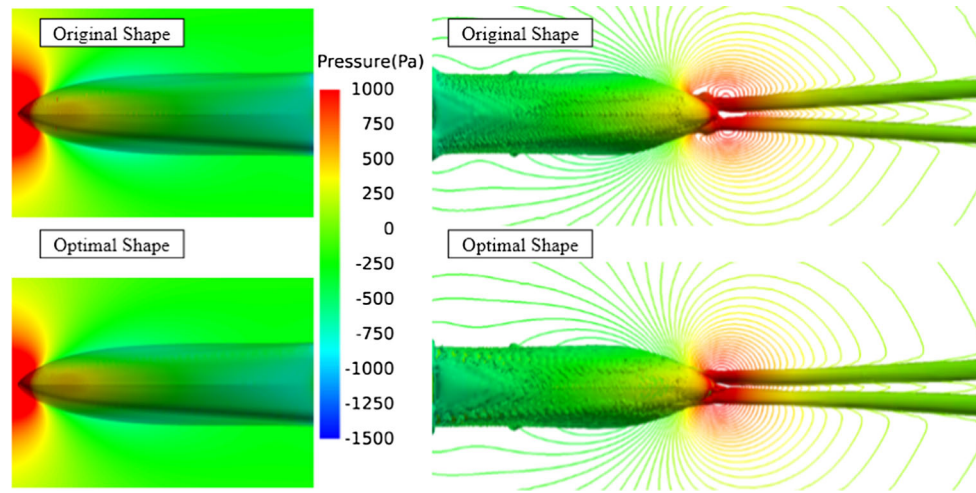 Original Shape
Original Shape
Pressure(Pa)
1000
750
500
250
0
-250
-500
-750
-1000
-1250
-1500
Optimal Shape
Optimal Shape